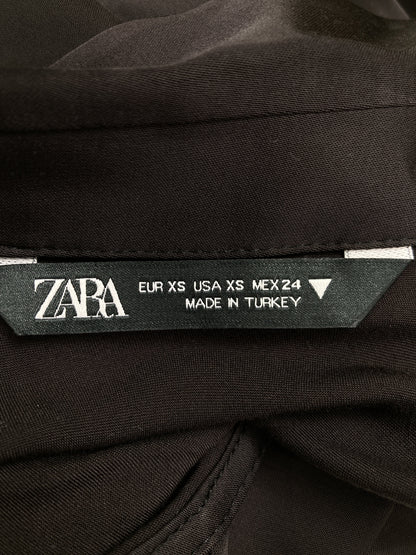 ZARA
EUR XS USA XS MEX 24
MADE IN TURKEY